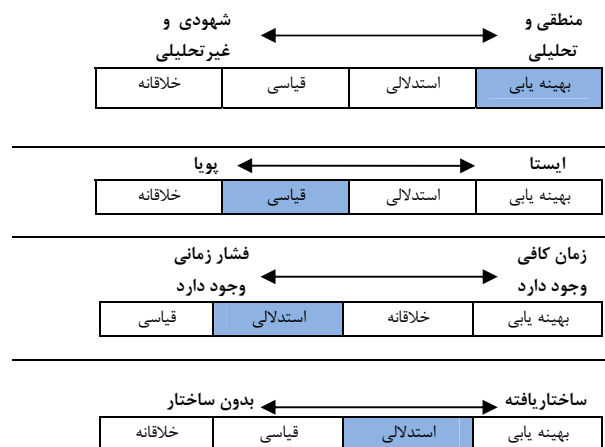 منطقی و شهودی و
تحلیلی غیرتحلیلی
بهینه یابی استدلالی قیاسی خلاقانه
ایستا پویا
بهینه یابی استدلالی قیاسی خلاقانه
زمان کافی فشار زمانی
وجود دارد وجود دارد
بهینه یابی خلاقانه استدلالی قیاسی
ساختاریافته بدون ساختار
بهینه یابی استدلالی قیاسی خلاقانه